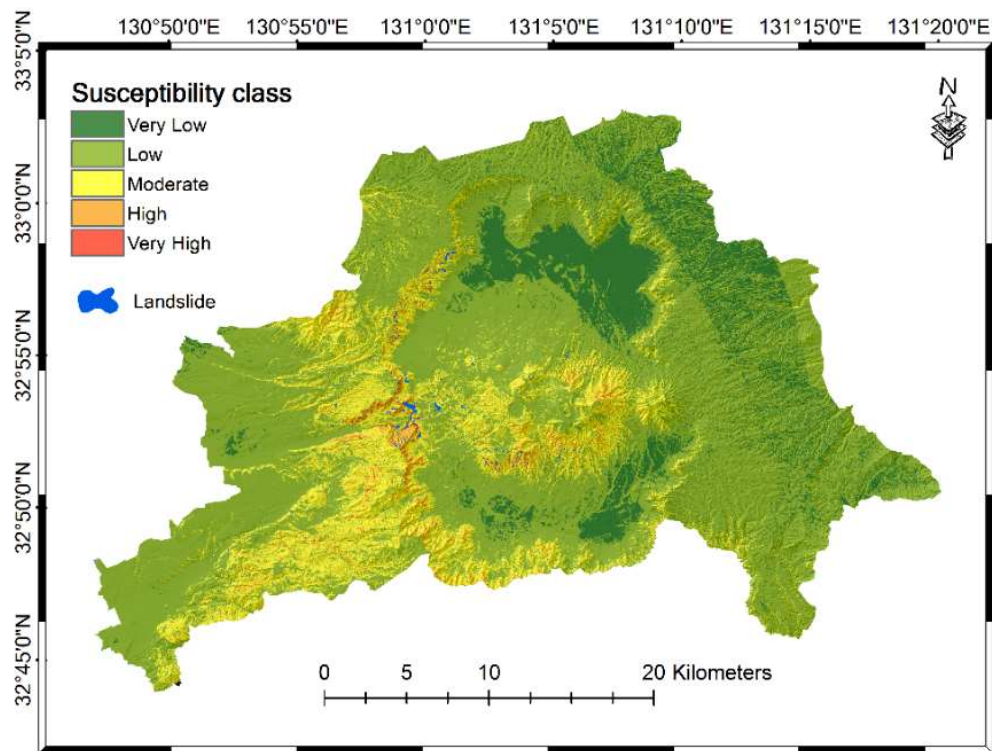 130°50'0"E 130°55'0"E 131°0'0"E 131°5'0"E 131°10'0"E 131°15'0"E 131°20'0"E
33°5'0"N
33°0'0"N
32°55'0"N
32°50'0"N
32°45'0"N
Susceptibility class
Very Low
Low
Moderate
High
Very High
Landslide
N
0 5 10 20 Kilometers